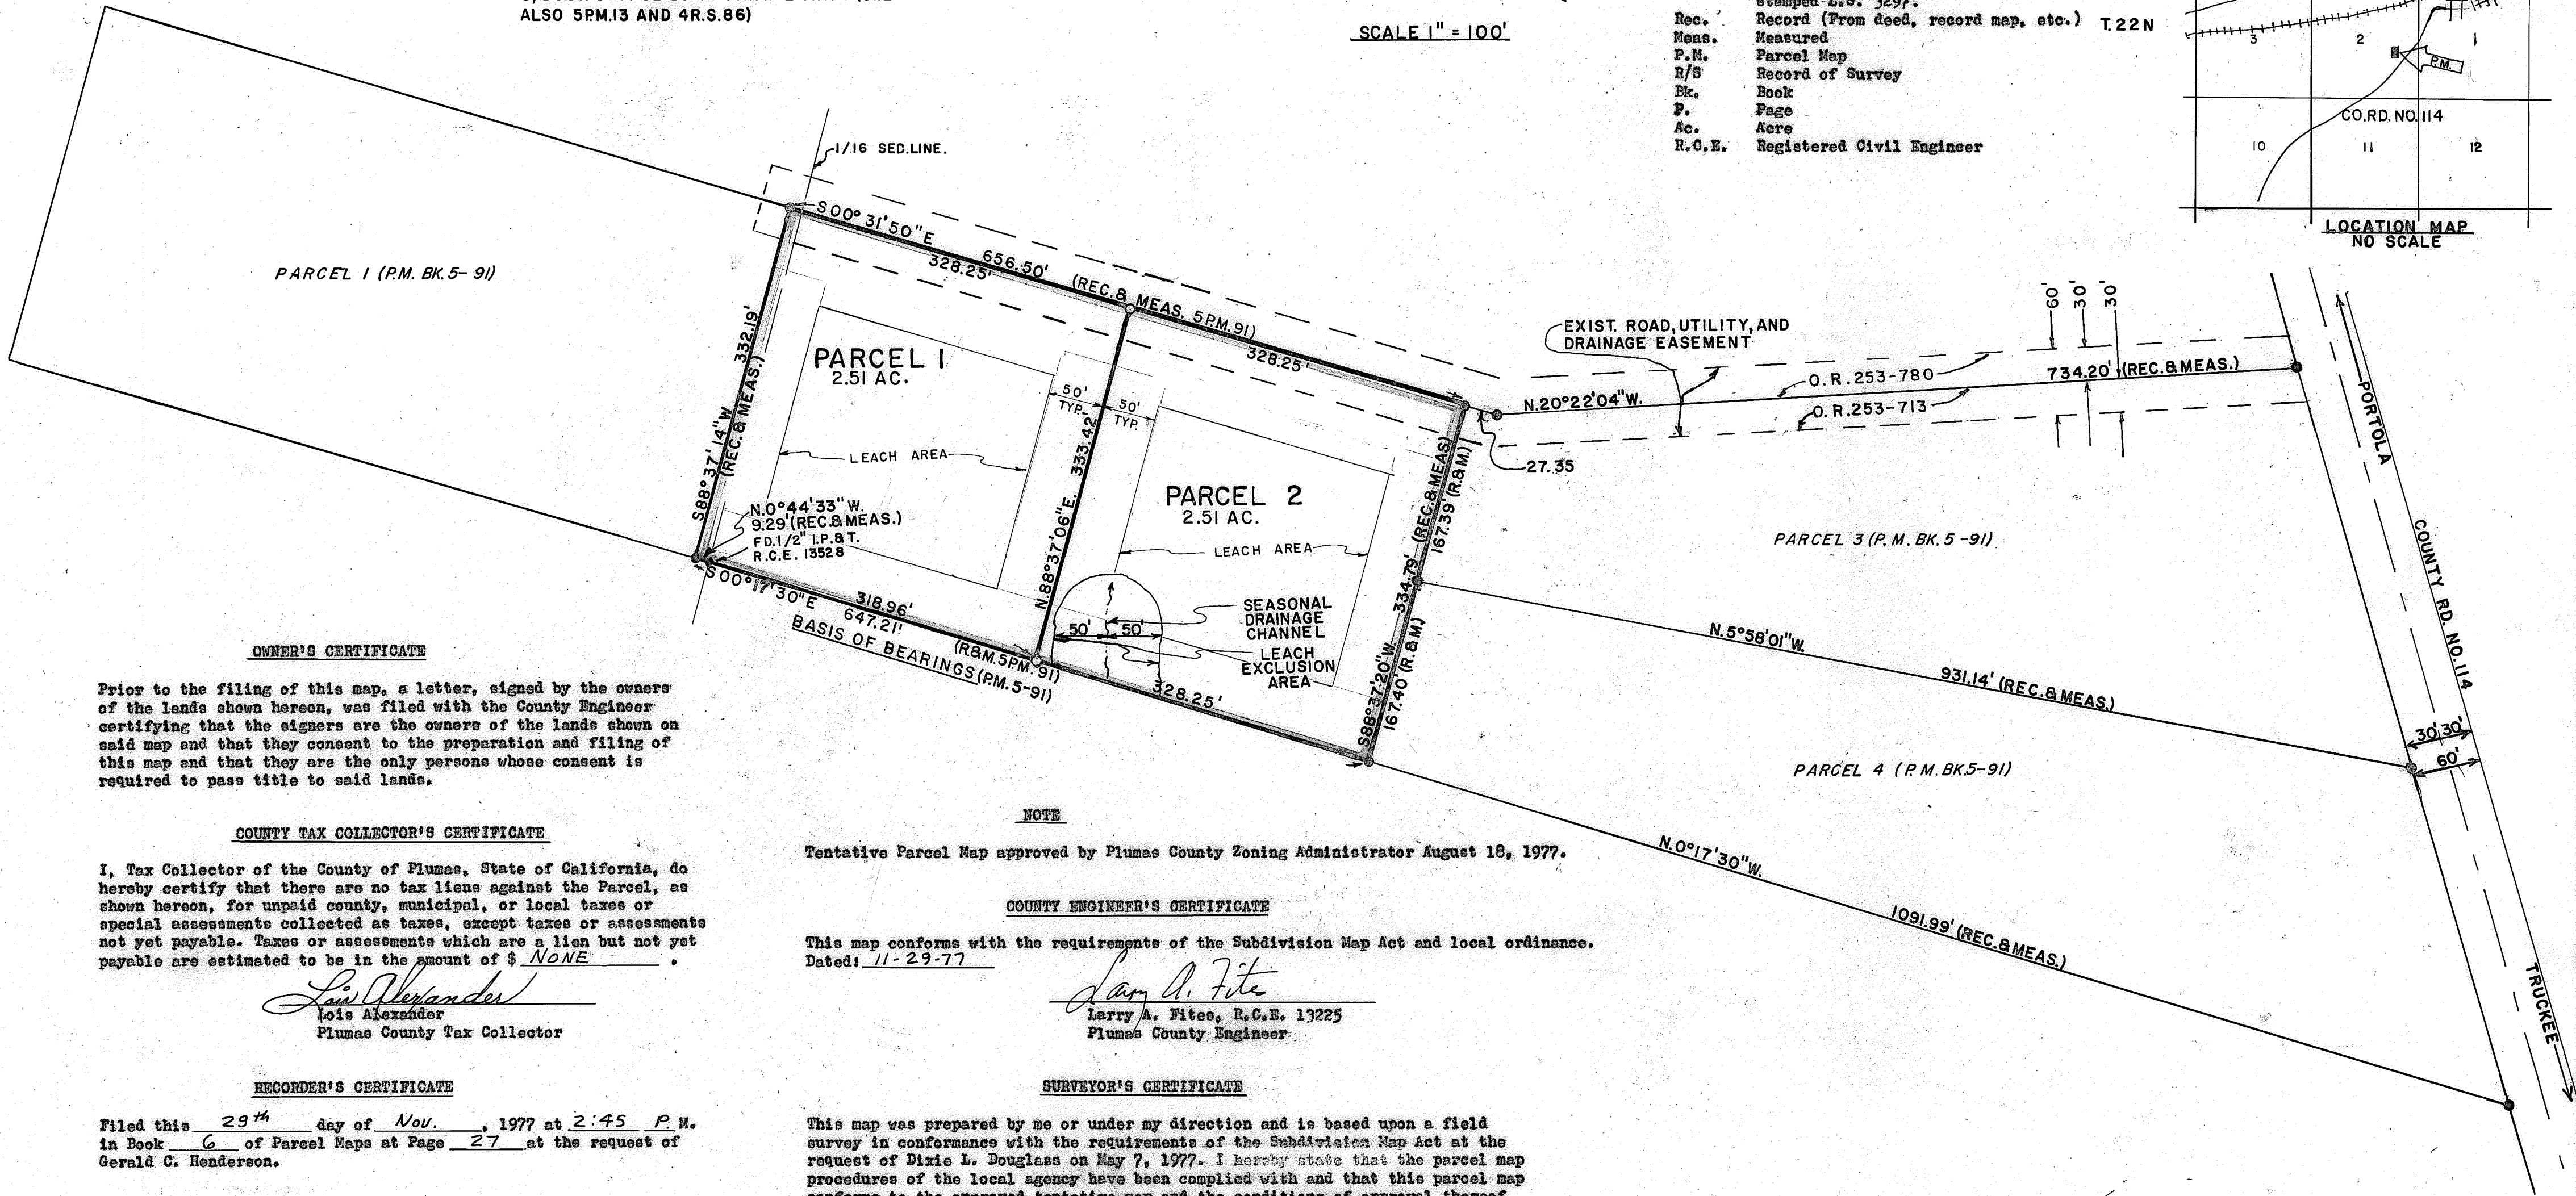 ALSO 5P.M.13 AND 4R.S.86)
SCALE 1" = 100'
stamped L.S. 3297.
Rec. Record (From deed, record map, etc.)
Meas. Measured
P.M. Parcel Map
R/S Record of Survey
Bk. Book
P. Page
Ac. Acre
R.C.E. Registered Civil Engineer
T.22N
3
2
1
P.M.
CO.RD.NO.114
10
11
12
LOCATION MAP
NO SCALE
1/16 SEC.LINE.
PARCEL 1 (P.M. BK.5-91)
S00°31'50"E
656.50' (REC.& MEAS. 5P.M.91)
328.25'
328.25'
S88°37'14"W 332.19'
(REC.& MEAS.)
PARCEL 1
2.51 AC.
50'
TYP.
50'
TYP.
LEACH AREA
N.88°37'06"E. 333.42'
N.0°44'33"W.
9.29'(REC.& MEAS.)
FD.1/2" I.P.&T.
R.C.E. 13528
S00°17'30"E
318.96'
647.21'
(R&M.5PM.91)
BASIS OF BEARINGS(P.M.5-91)
328.25'
PARCEL 2
2.51 AC.
LEACH AREA
50'
50'
SEASONAL
DRAINAGE
CHANNEL
LEACH
EXCLUSION
AREA
S88°37'20"W. 334.79' (REC.& MEAS)
167.39' (R.&M.)
167.40' (R.&M.)
EXIST. ROAD,UTILITY,AND
DRAINAGE EASEMENT
27.35
N.20°22'04"W.
O.R.253-780
O.R.253-713
734.20' (REC.& MEAS.)
60'
30'
30'
PARCEL 3 (P.M. BK.5-91)
N.5°58'01"W.
931.14' (REC.& MEAS.)
PARCEL 4 (P.M.BK.5-91)
N.0°17'30"W.
1091.99' (REC.& MEAS.)
PORTOLA
COUNTY RD. NO.114
30'
30'
60'
TRUCKEE
OWNER'S CERTIFICATE
Prior to the filing of this map, a letter, signed by the owners
of the lands shown hereon, was filed with the County Engineer
certifying that the signers are the owners of the lands shown on
said map and that they consent to the preparation and filing of
this map and that they are the only persons whose consent is
required to pass title to said lands.
COUNTY TAX COLLECTOR'S CERTIFICATE
I, Tax Collector of the County of Plumas, State of California, do
hereby certify that there are no tax liens against the Parcel, as
shown hereon, for unpaid county, municipal, or local taxes or
special assessments collected as taxes, except taxes or assessments
not yet payable. Taxes or assessments which are a lien but not yet
payable are estimated to be in the amount of $ NONE .
Lois Alexander
Lois Alexander
Plumas County Tax Collector
RECORDER'S CERTIFICATE
Filed this 29th day of Nov. , 1977 at 2:45 P. M.
in Book 6 of Parcel Maps at Page 27 at the request of
Gerald C. Henderson.
NOTE
Tentative Parcel Map approved by Plumas County Zoning Administrator August 18, 1977.
COUNTY ENGINEER'S CERTIFICATE
This map conforms with the requirements of the Subdivision Map Act and local ordinance.
Dated: 11-29-77
Larry A. Fites
Larry A. Fites, R.C.E. 13225
Plumas County Engineer
SURVEYOR'S CERTIFICATE
This map was prepared by me or under my direction and is based upon a field
survey in conformance with the requirements of the Subdivision Map Act at the
request of Dixie L. Douglass on May 7, 1977. I hereby state that the parcel map
procedures of the local agency have been complied with and that this parcel map
conforms to the approved tentative map and the conditions of approval thereof